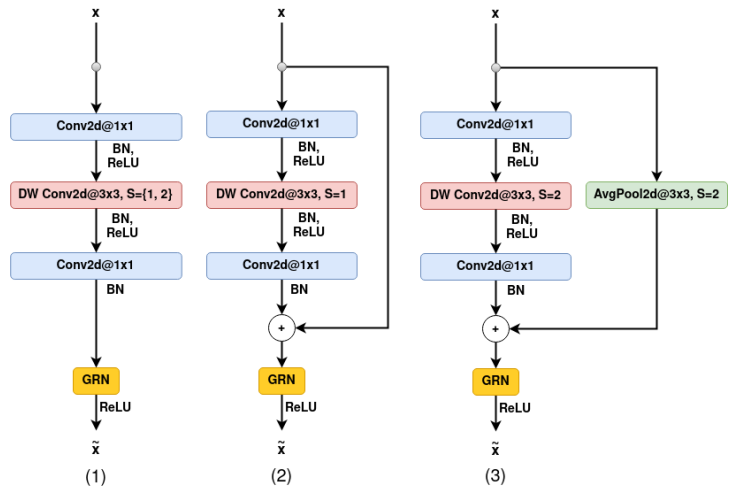 x
Conv2d@1x1
BN,
ReLU
DW Conv2d@3x3, S={1, 2}
BN,
ReLU
Conv2d@1x1
BN
GRN
ReLU
x̃
(1)
x
Conv2d@1x1
BN,
ReLU
DW Conv2d@3x3, S=1
BN,
ReLU
Conv2d@1x1
BN
+
GRN
ReLU
x̃
(2)
x
Conv2d@1x1
BN,
ReLU
DW Conv2d@3x3, S=2
AvgPool2d@3x3, S=2
BN,
ReLU
Conv2d@1x1
BN
+
GRN
ReLU
x̃
(3)